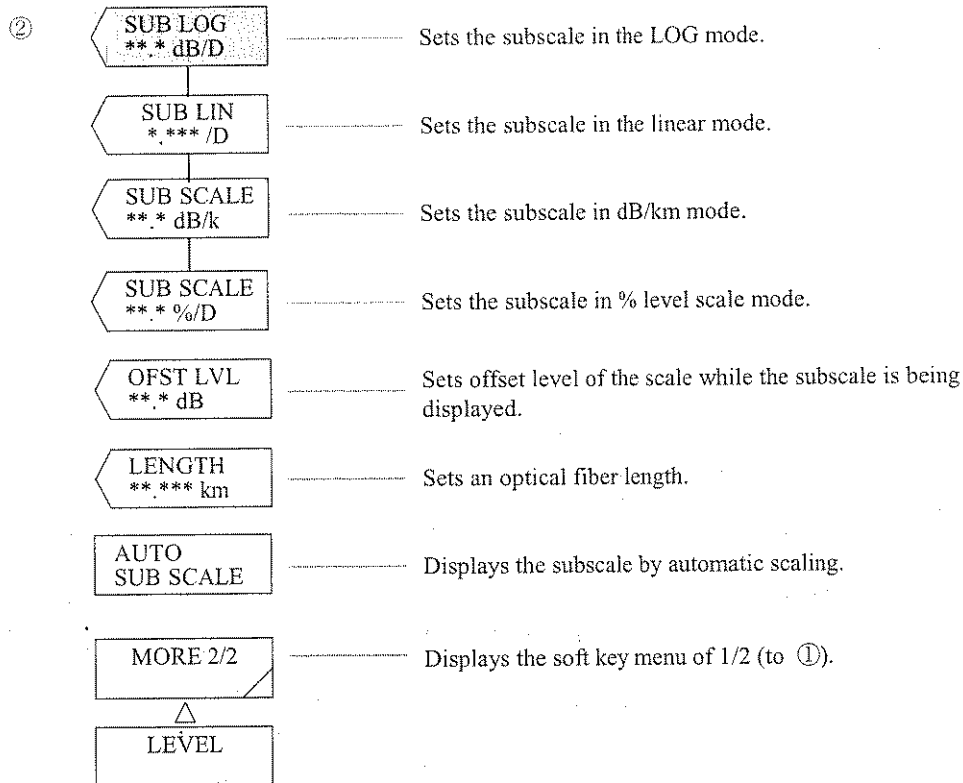 ②
SUB LOG
**.* dB/D
Sets the subscale in the LOG mode.
SUB LIN
*.*** /D
Sets the subscale in the linear mode.
SUB SCALE
**.* dB/k
Sets the subscale in dB/km mode.
SUB SCALE
**.* %/D
Sets the subscale in % level scale mode.
OFST LVL
**.* dB
Sets offset level of the scale while the subscale is being
displayed.
LENGTH
**.*** km
Sets an optical fiber length.
AUTO
SUB SCALE
Displays the subscale by automatic scaling.
MORE 2/2
Displays the soft key menu of 1/2 (to ①).
LEVEL